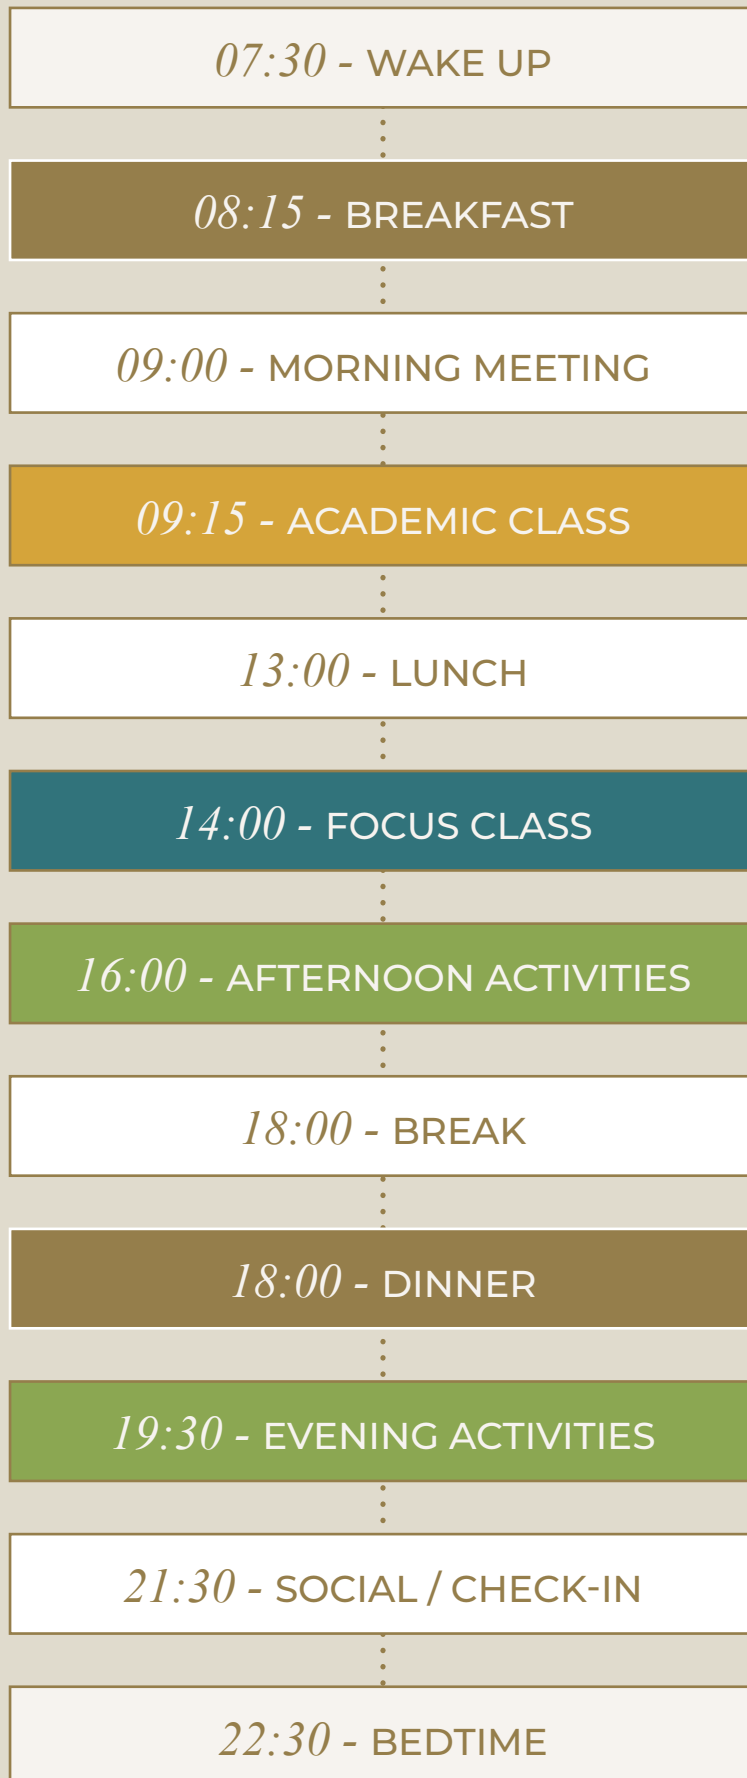 07:30 - WAKE UP
08:15 - BREAKFAST
09:00 - MORNING MEETING
09:15 - ACADEMIC CLASS
13:00 - LUNCH
14:00 - FOCUS CLASS
16:00 - AFTERNOON ACTIVITIES
18:00 - BREAK
18:00 - DINNER
19:30 - EVENING ACTIVITIES
21:30 - SOCIAL / CHECK-IN
22:30 - BEDTIME